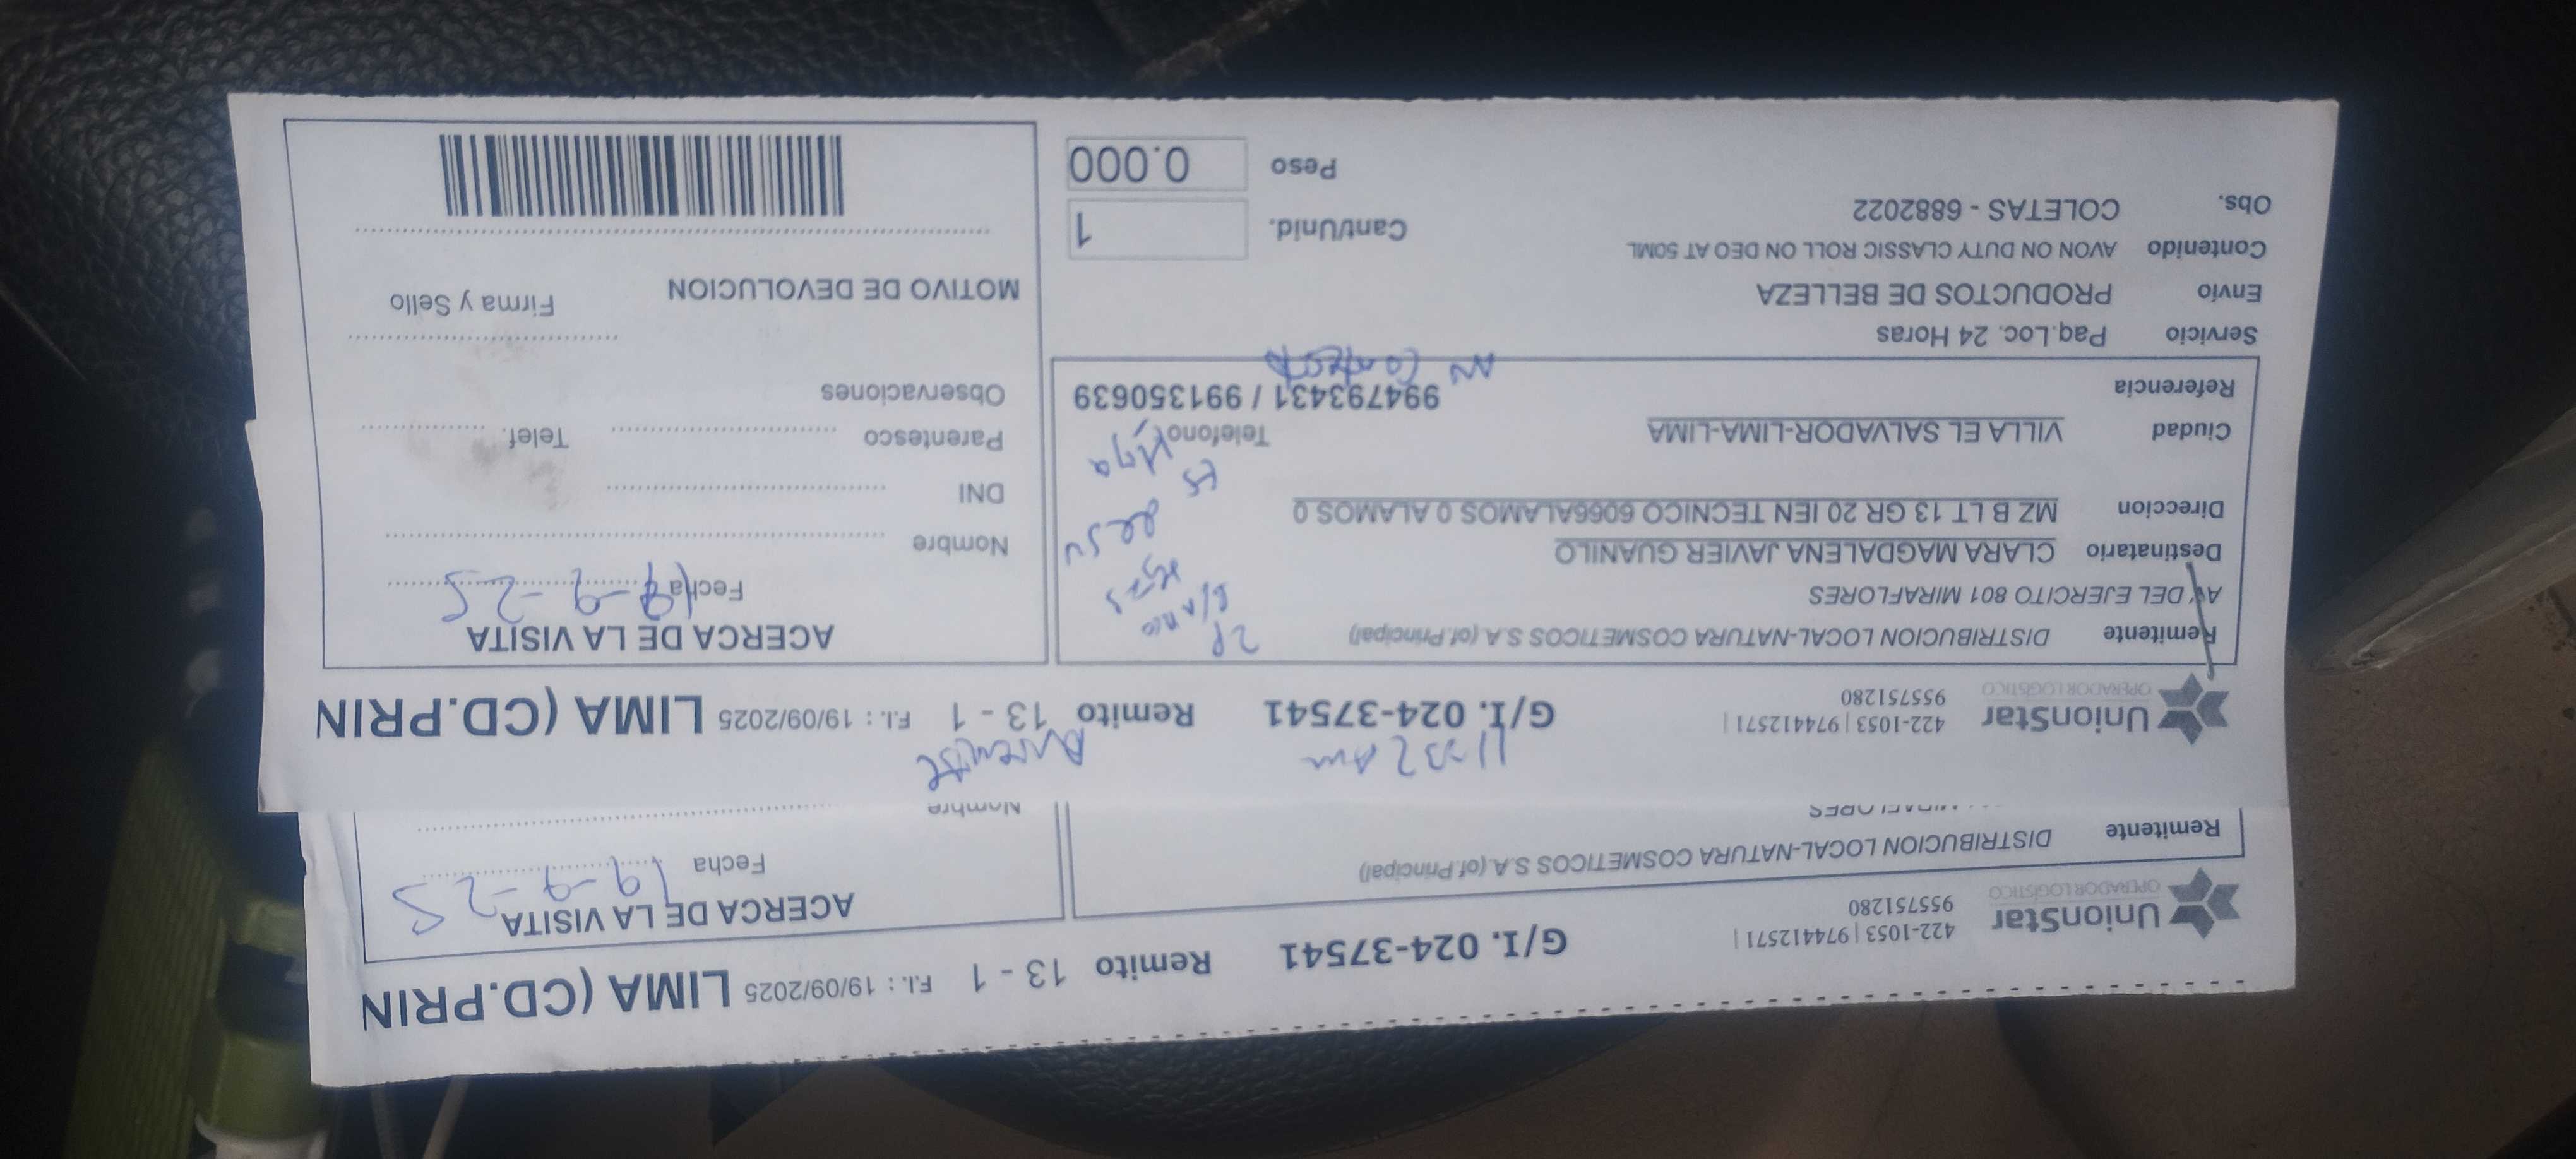 UnionStar
OPERADOR LOGÍSTICO
422-1053 | 974412571 |
955751280
G/I. 024-37541
Remito 13 - 1 F.I. : 19/09/2025 LIMA (CD.PRIN
Remitente DISTRIBUCION LOCAL-NATURA COSMETICOS S.A. (of.Principal)
ACERCA DE LA VISITA
Fecha 19-9-25
Nombre
11:32 am
UnionStar
OPERADOR LOGÍSTICO
422-1053 | 974412571 |
955751280
G/I. 024-37541
Remito 13 - 1 F.I. : 19/09/2025 LIMA (CD.PRIN
Remitente DISTRIBUCION LOCAL-NATURA COSMETICOS S.A. (of.Principal)
AV DEL EJERCITO 801 MIRAFLORES
Destinatario CLARA MAGDALENA JAVIER GUANILO
Direccion MZ B LT 13 GR 20 IEN TECNICO 6066ALAMOS 0 ALAMOS 0
Ciudad VILLA EL SALVADOR-LIMA-LIMA
Telefono
Referencia 994793431 / 991350639
2P
Rejas
de su
Servicio Paq.Loc. 24 Horas
Envío PRODUCTOS DE BELLEZA
Contenido AVON ON DUTY CLASSIC ROLL ON DEO AT 50ML
Obs. COLETAS - 6882022
Cant/Unid. 1
Peso 0.000
ACERCA DE LA VISITA
Fecha 19-9-25
Nombre
DNI
Parentesco Telef.
Observaciones
MOTIVO DE DEVOLUCION Firma y Sello